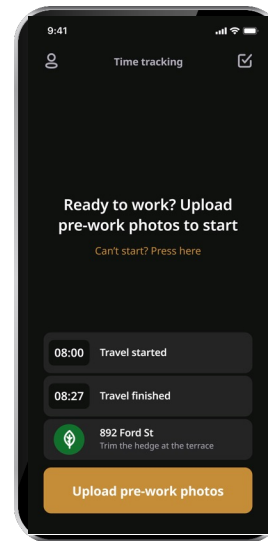 9:41
Time tracking
Ready to work? Upload
pre-work photos to start
Can't start? Press here
08:00 Travel started
08:27 Travel finished
892 Ford St
Trim the hedge at the terrace
Upload pre-work photos